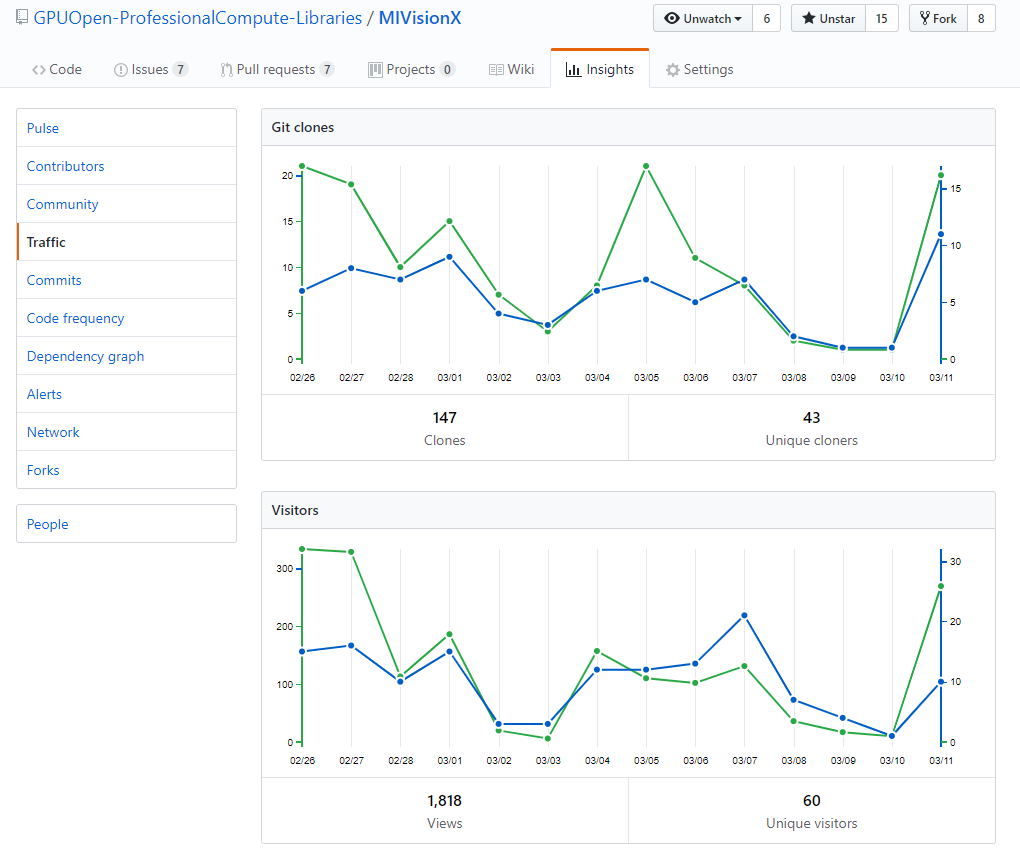 GPUOpen-ProfessionalCompute-Libraries / MIVisionX
Unwatch 6 Unstar 15 Fork 8
Code Issues 7 Pull requests 7 Projects 0 Wiki Insights Settings
Pulse
Contributors
Community
Traffic
Commits
Code frequency
Dependency graph
Alerts
Network
Forks
People
Git clones
20
15
10
5
0
15
10
5
0
02/26 02/27 02/28 03/01 03/02 03/03 03/04 03/05 03/06 03/07 03/08 03/09 03/10 03/11
147 43
Clones Unique cloners
Visitors
300
200
100
0
30
20
10
0
02/26 02/27 02/28 03/01 03/02 03/03 03/04 03/05 03/06 03/07 03/08 03/09 03/10 03/11
1,818 60
Views Unique visitors